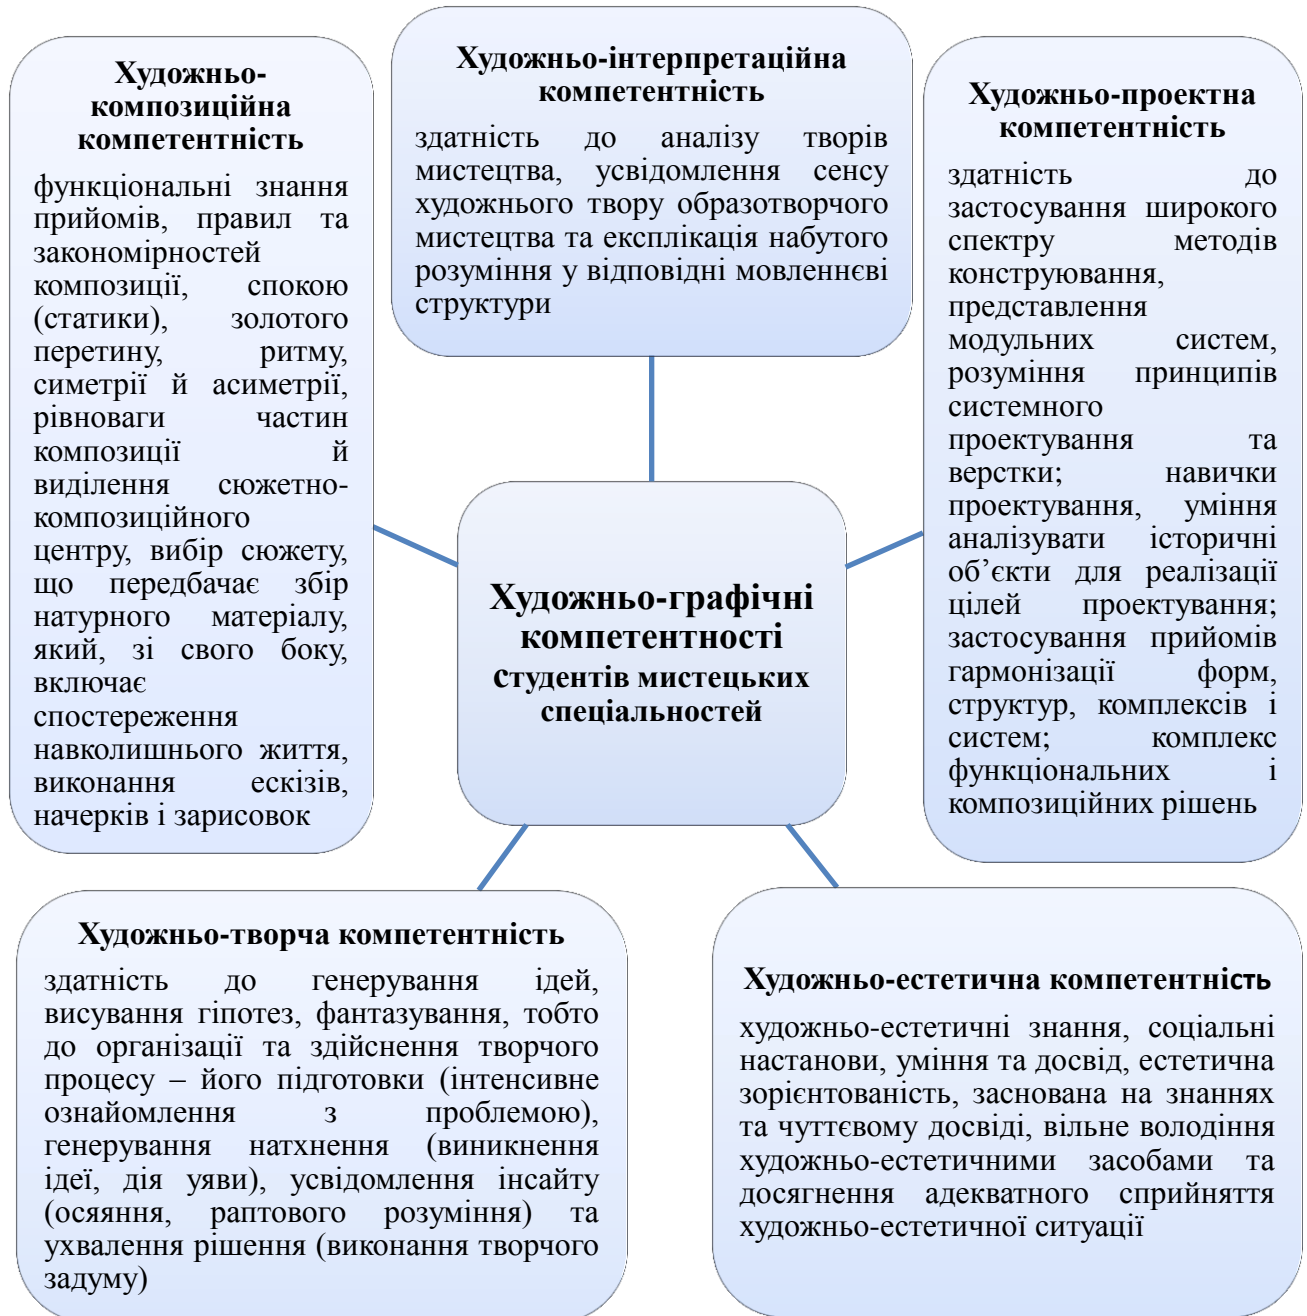 Художньо-
композиційна
компетентність
функціональні знання
прийомів, правил та
закономірностей
композиції, спокою
(статики), золотого
перетину, ритму,
симетрії й асиметрії,
рівноваги частин
композиції й
виділення сюжетно-
композиційного
центру, вибір сюжету,
що передбачає збір
натурного матеріалу,
який, зі свого боку,
включає
спостереження
навколишнього життя,
виконання ескізів,
начерків і зарисовок
Художньо-інтерпретаційна
компетентність
здатність до аналізу творів
мистецтва, усвідомлення сенсу
художнього твору образотворчого
мистецтва та експлікація набутого
розуміння у відповідні мовленнєві
структури
Художньо-проектна
компетентність
здатність до
застосування широкого
спектру методів
конструювання,
представлення
модульних систем,
розуміння принципів
системного
проектування та
верстки; навички
проектування, уміння
аналізувати історичні
об’єкти для реалізації
цілей проектування;
застосування прийомів
гармонізації форм,
структур, комплексів і
систем; комплекс
функціональних і
композиційних рішень
Художньо-графічні
компетентності
студентів мистецьких
спеціальностей
Художньо-творча компетентність
здатність до генерування ідей,
висування гіпотез, фантазування, тобто
до організації та здійснення творчого
процесу – його підготовки (інтенсивне
ознайомлення з проблемою),
генерування натхнення (виникнення
ідеї, дія уяви), усвідомлення інсайту
(осяяння, раптового розуміння) та
ухвалення рішення (виконання творчого
задуму)
Художньо-естетична компетентність
художньо-естетичні знання, соціальні
настанови, уміння та досвід, естетична
зорієнтованість, заснована на знаннях
та чуттєвому досвіді, вільне володіння
художньо-естетичними засобами та
досягнення адекватного сприйняття
художньо-естетичної ситуації